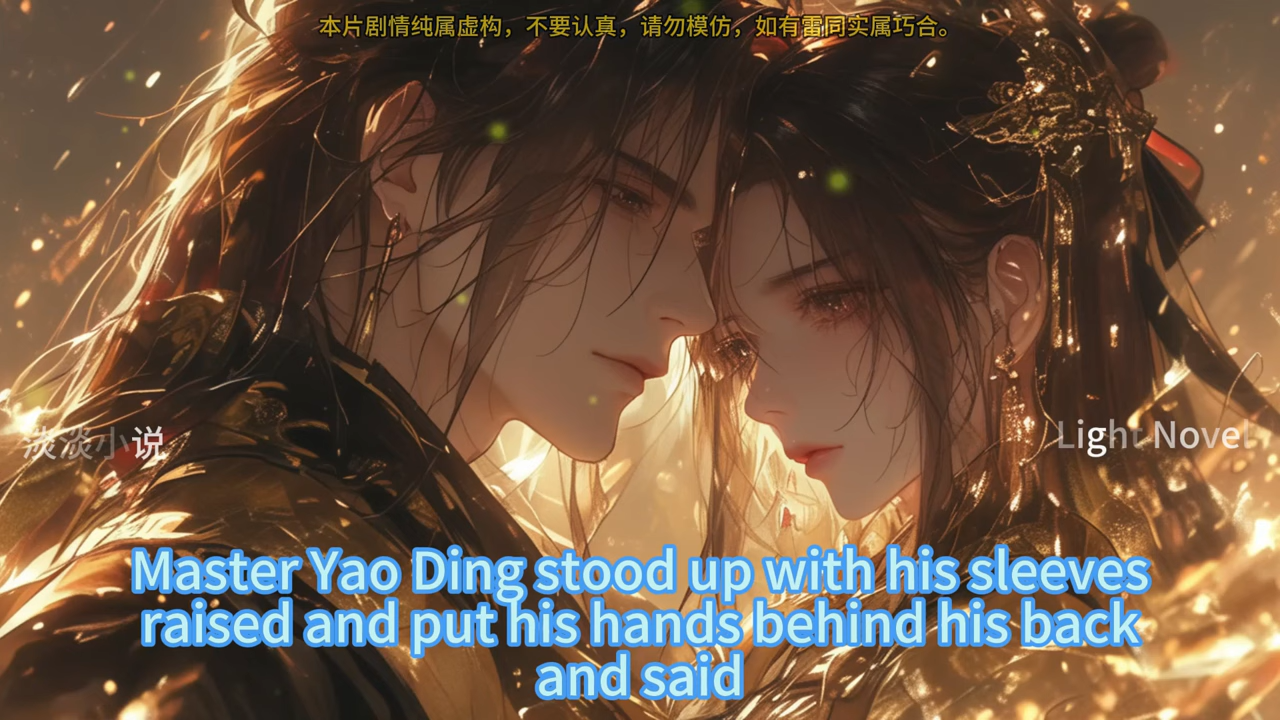 本片剧情纯属虚构，不要认真，请勿模仿，如有雷同实属巧合。
淡淡小说
Light Novel
Master Yao Ding stood up with his sleeves
raised and put his hands behind his back
and said